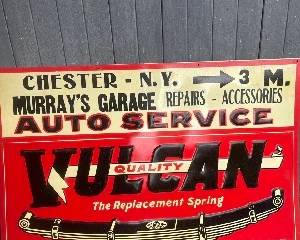 CHESTER - N.Y. → 3 M.
MURRAY'S GARAGE REPAIRS - ACCESSORIES
AUTO SERVICE
VULCAN
QUALITY
The Replacement Spring